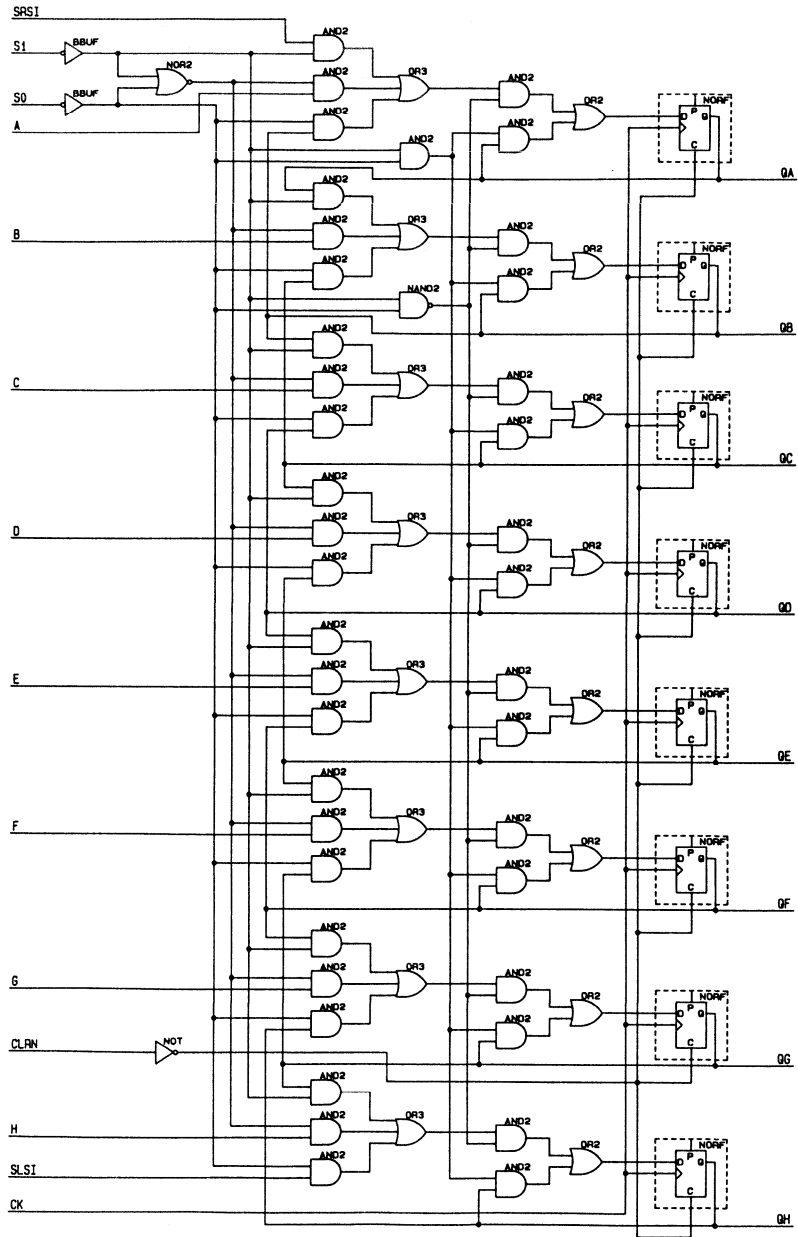 SRSI
AND2
S1
BBUF
NOR2
OR3
S0
BBUF
AND2
AND2
OR2
NORF
A
AND2
AND2
D P Q
C
AND2
QA
AND2
B
AND2
OR3
AND2
OR2
NORF
AND2
AND2
D P Q
C
NAND2
QB
AND2
C
AND2
OR3
AND2
OR2
NORF
AND2
AND2
D P Q
C
QC
AND2
D
AND2
OR3
AND2
OR2
NORF
AND2
AND2
D P Q
C
QD
AND2
E
AND2
OR3
AND2
OR2
NORF
AND2
AND2
D P Q
C
QE
AND2
F
AND2
OR3
AND2
OR2
NORF
AND2
AND2
D P Q
C
QF
AND2
G
AND2
OR3
AND2
OR2
NORF
AND2
AND2
D P Q
C
CLRN
NOT
QG
AND2
H
AND2
OR3
AND2
OR2
NORF
SLSI
AND2
AND2
D P Q
C
CK
QH